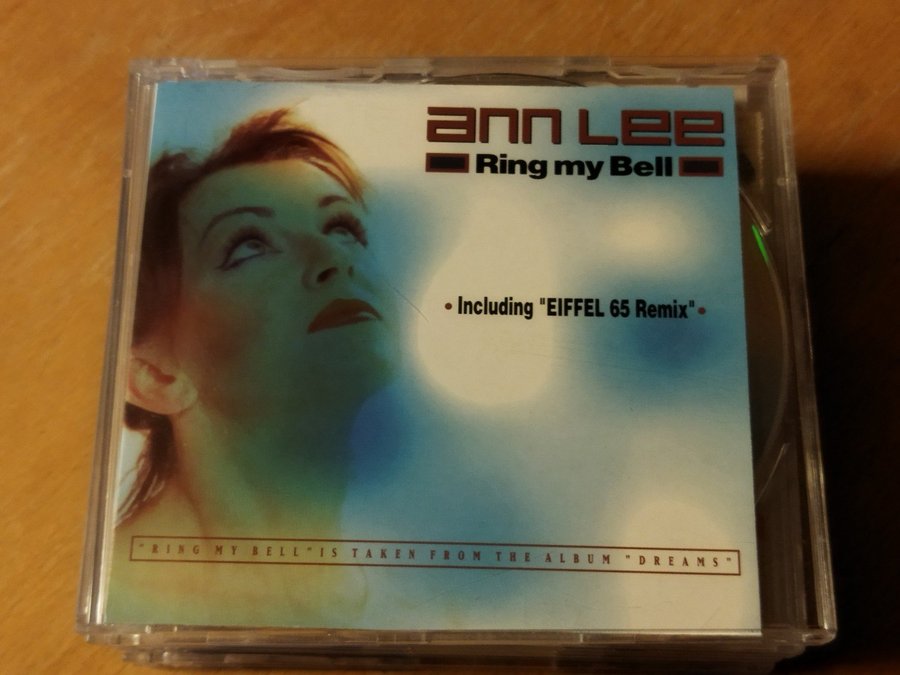 ann Lee
Ring my Bell
• Including "EIFFEL 65 Remix" •
"RING MY BELL" IS TAKEN FROM THE ALBUM "DREAMS"